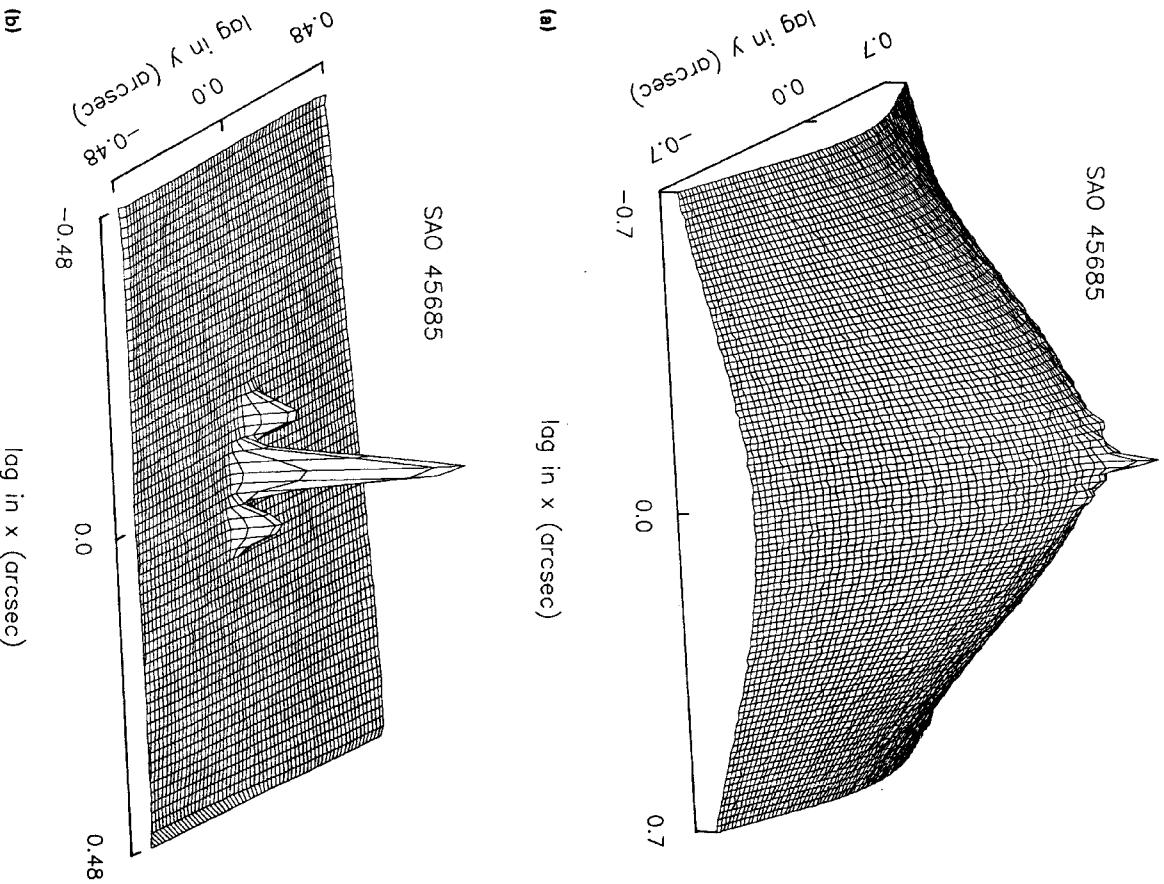 (a)
SAO 45685
0.7
0.0
−0.7
lag in y (arcsec)
−0.7
0.0
0.7
lag in x (arcsec)
(b)
SAO 45685
0.48
0.0
−0.48
lag in y (arcsec)
−0.48
0.0
0.48
lag in x (arcsec)